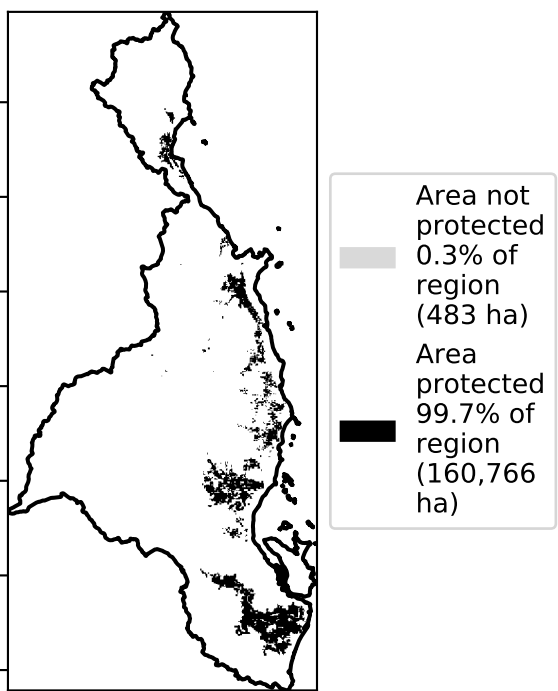 Area not
protected
0.3% of
region
(483 ha)
Area
protected
99.7% of
region
(160,766
ha)